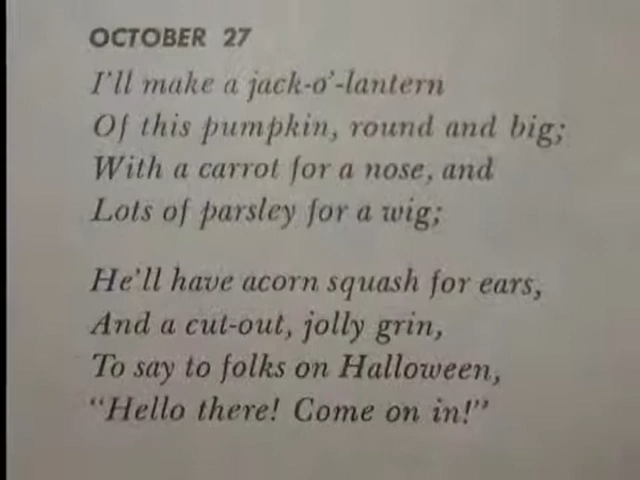 OCTOBER 27
I'll make a jack-o'-lantern
Of this pumpkin, round and big;
With a carrot for a nose, and
Lots of parsley for a wig;
He'll have acorn squash for ears,
And a cut-out, jolly grin,
To say to folks on Halloween,
"Hello there! Come on in!"